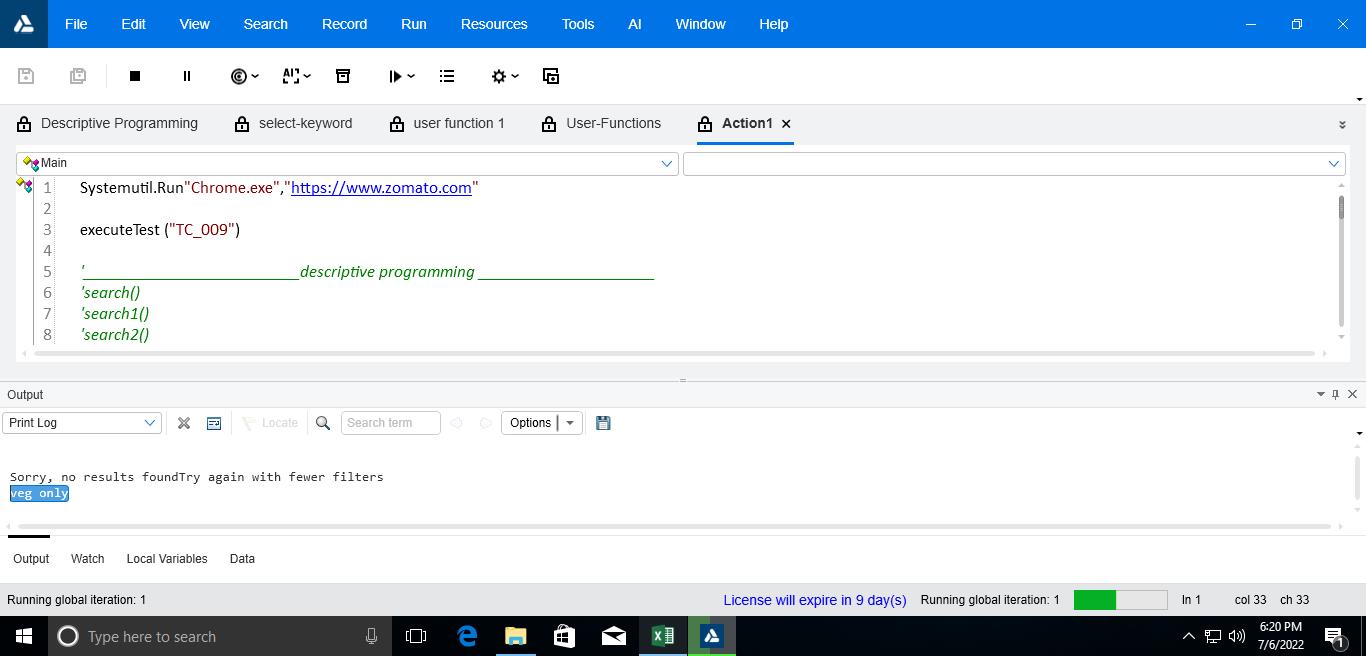 File Edit View Search Record Run Resources Tools AI Window Help
Descriptive Programming select-keyword user function 1 User-Functions Action1
Main
1 Systemutil.Run"Chrome.exe","https://www.zomato.com"
2
3 executeTest ("TC_009")
4
5 '___________________________descriptive programming ______________________
6 'search()
7 'search1()
8 'search2()
Output
Print Log Locate Search term Options
Sorry, no results foundTry again with fewer filters
veg only
Output Watch Local Variables Data
Running global iteration: 1 License will expire in 9 day(s) Running global iteration: 1 ln 1 col 33 ch 33
Type here to search 6:20 PM
7/6/2022 1